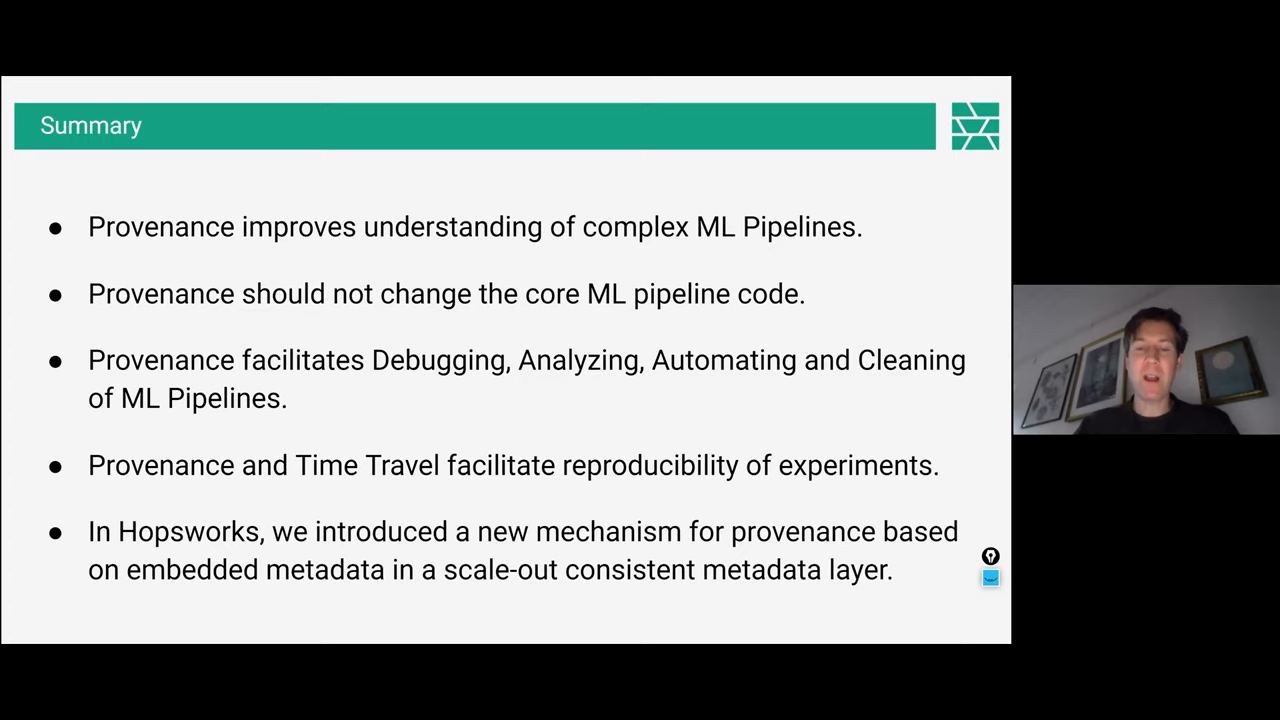 Summary
● Provenance improves understanding of complex ML Pipelines.
● Provenance should not change the core ML pipeline code.
● Provenance facilitates Debugging, Analyzing, Automating and Cleaning
of ML Pipelines.
● Provenance and Time Travel facilitate reproducibility of experiments.
● In Hopsworks, we introduced a new mechanism for provenance based
on embedded metadata in a scale-out consistent metadata layer.